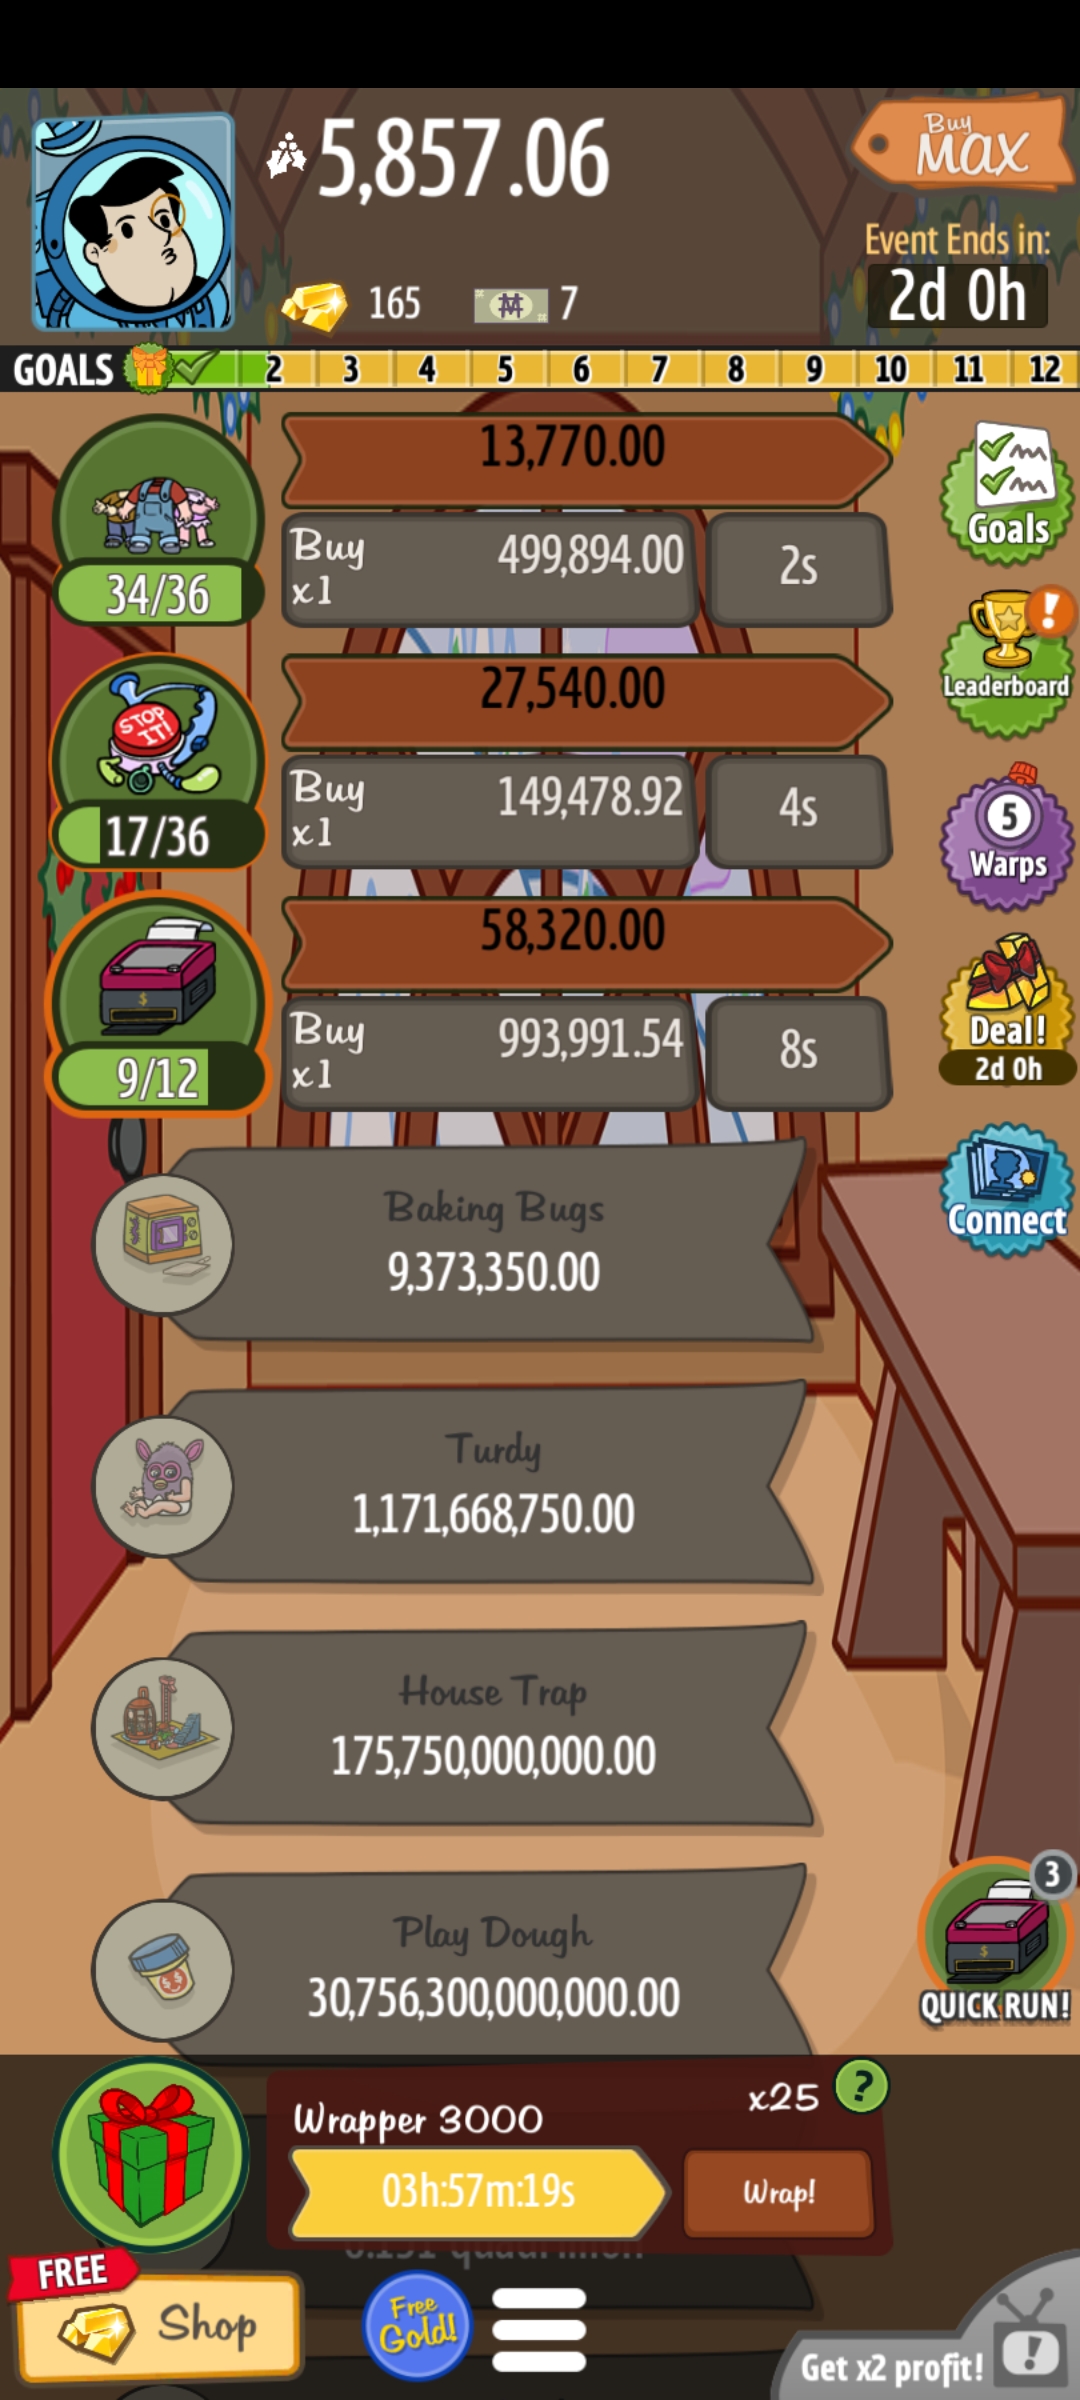 5,857.06
Buy
MAX
Event Ends in:
2d 0h
165
7
GOALS 2 3 4 5 6 7 8 9 10 11 12
13,770.00
34/36
Buy
x1
499,894.00
2s
Goals
27,540.00
STOP
IT!
17/36
Buy
x1
149,478.92
4s
Leaderboard
58,320.00
9/12
Buy
x1
993,991.54
8s
5
Warps
Deal!
2d 0h
Baking Bugs
9,373,350.00
Connect
Turdy
1,171,668,750.00
House Trap
175,750,000,000.00
Play Dough
30,756,300,000,000.00
3
QUICK RUN!
Wrapper 3000
x25
?
03h:57m:19s
Wrap!
FREE
Shop
Free
Gold!
Get x2 profit!